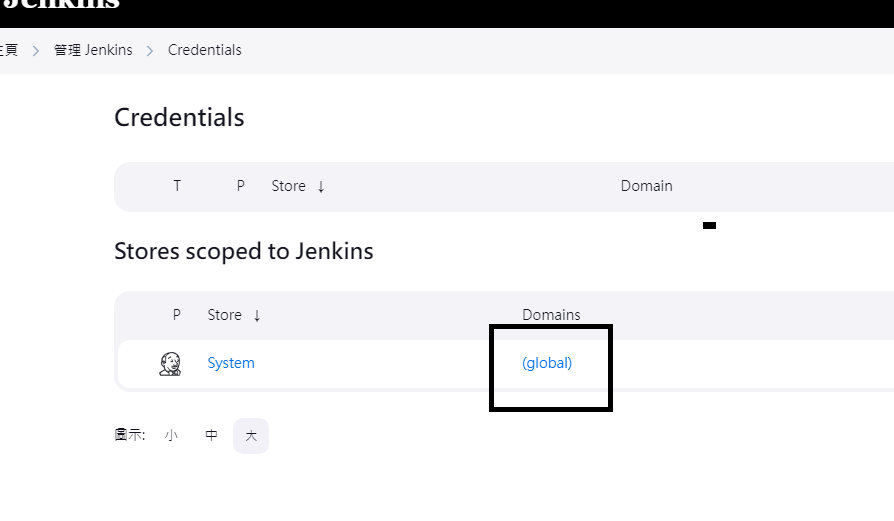 Jenkins
主頁 > 管理 Jenkins > Credentials
Credentials
T P Store ↓ Domain
Stores scoped to Jenkins
P Store ↓ Domains
System (global)
圖示: 小 中 大